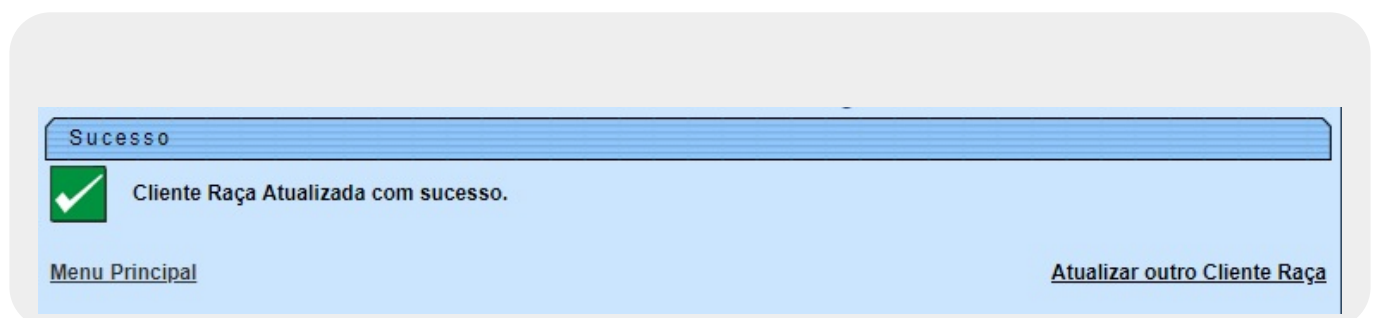 Sucesso
Cliente Raça Atualizada com sucesso.
Menu Principal
Atualizar outro Cliente Raça